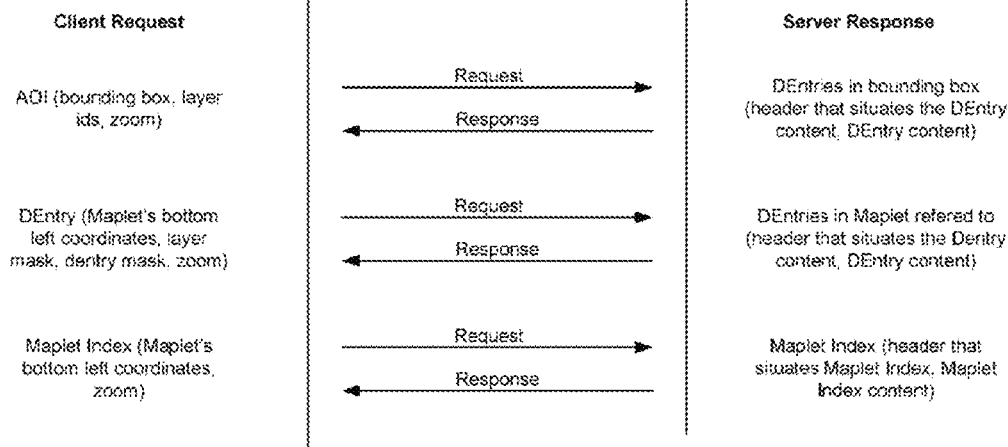 Client Request
Server Response
AOI (bounding box, layer
ids, zoom)
Request
Response
DEntries in bounding box
(header that situates the DEntry
content, DEntry content)
DEntry (Maplet's bottom
left coordinates, layer
mask, dentry mask, zoom)
Request
Response
DEntries in Maplet refered to
(header that situates the Dentry
content, DEntry content)
Maplet Index (Maplet's
bottom left coordinates,
zoom)
Request
Response
Maplet Index (header that
situates Maplet Index, Maplet
Index content)